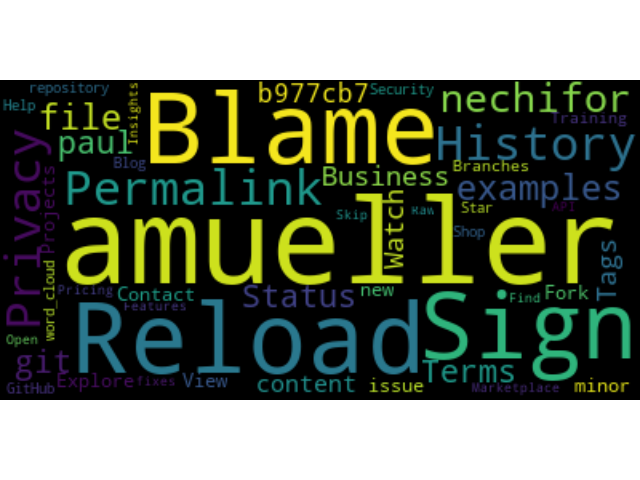 repository
Help
file
paul
Insights
Blame
b977cb7
Security
nechifor
Training
History
Blog
Privacy
Projects
Permalink
Business
Branches
examples
Watch
Skip
Raw
Star
API
Shop
amueller
Tags
word_cloud
Pricing
Contact
Features
Status
new
Find
Fork
Open
Reload
Sign
git
GitHub
Explore
fixes
View
content
issue
Terms
Marketplace
minor